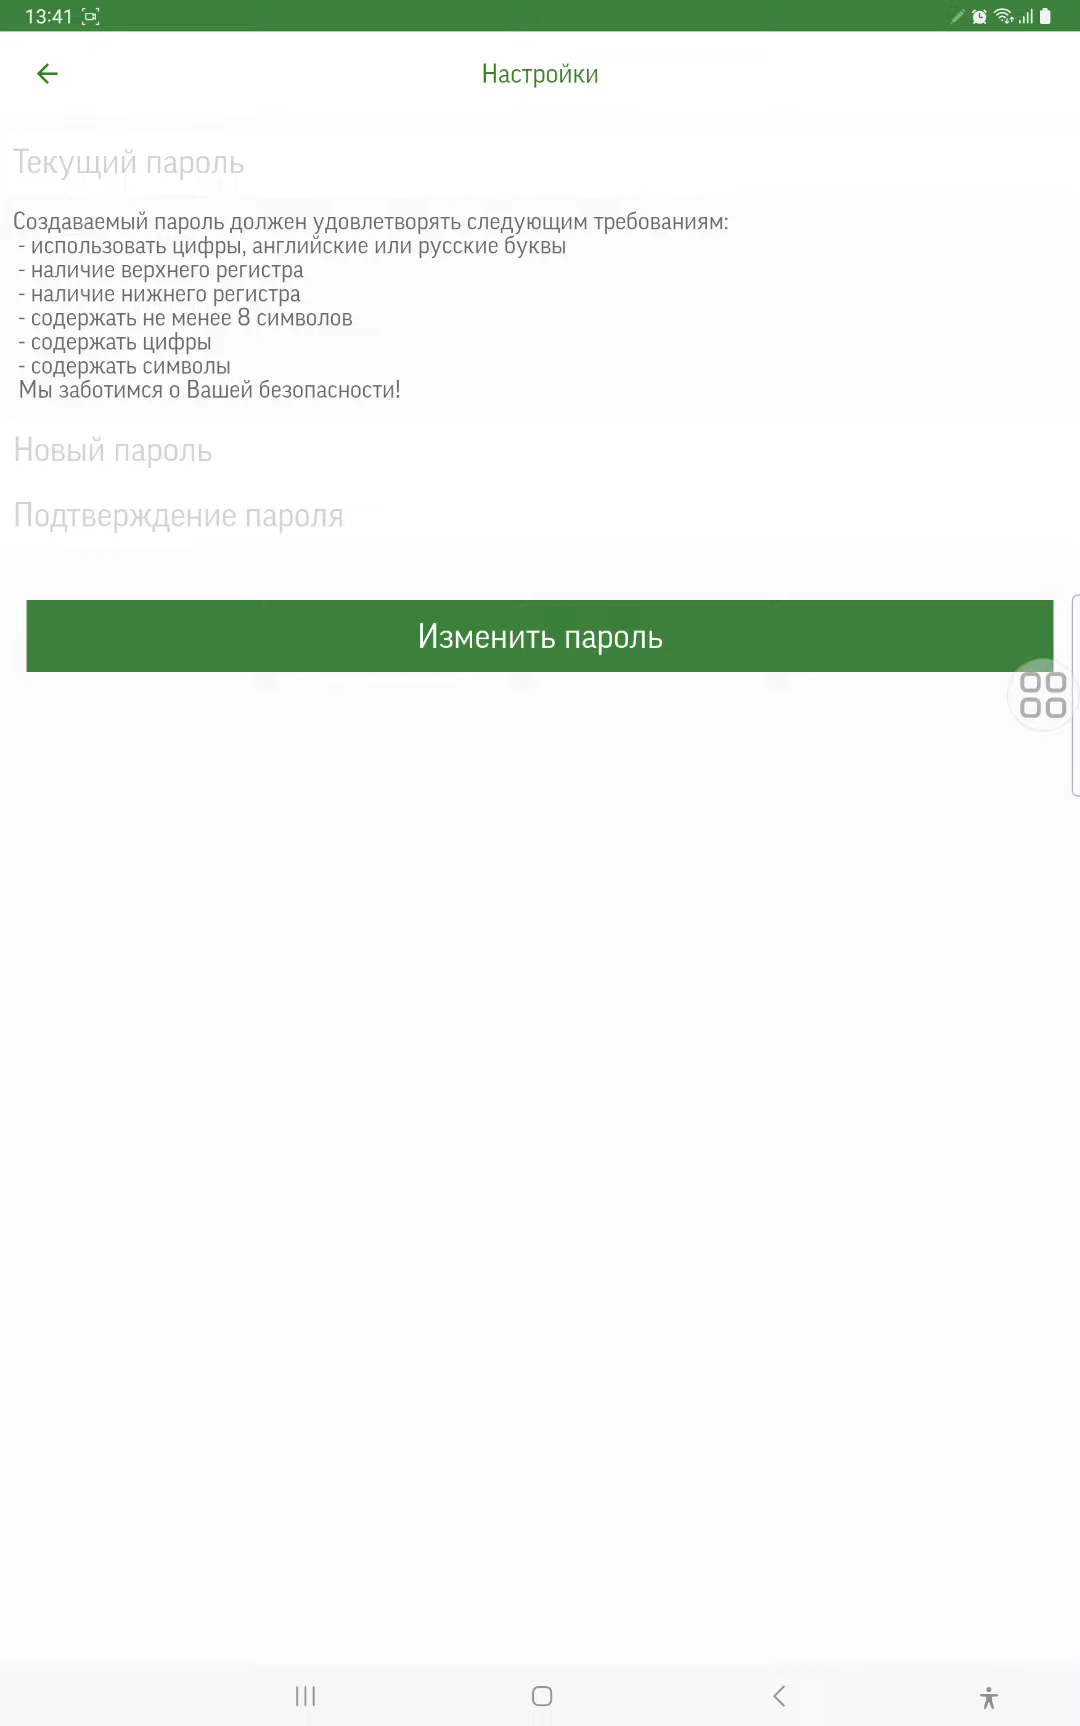 13:41
Настройки
Текущий пароль
Создаваемый пароль должен удовлетворять следующим требованиям:
- использовать цифры, английские или русские буквы
- наличие верхнего регистра
- наличие нижнего регистра
- содержать не менее 8 символов
- содержать цифры
- содержать символы
Мы заботимся о Вашей безопасности!
Новый пароль
Подтверждение пароля
Изменить пароль